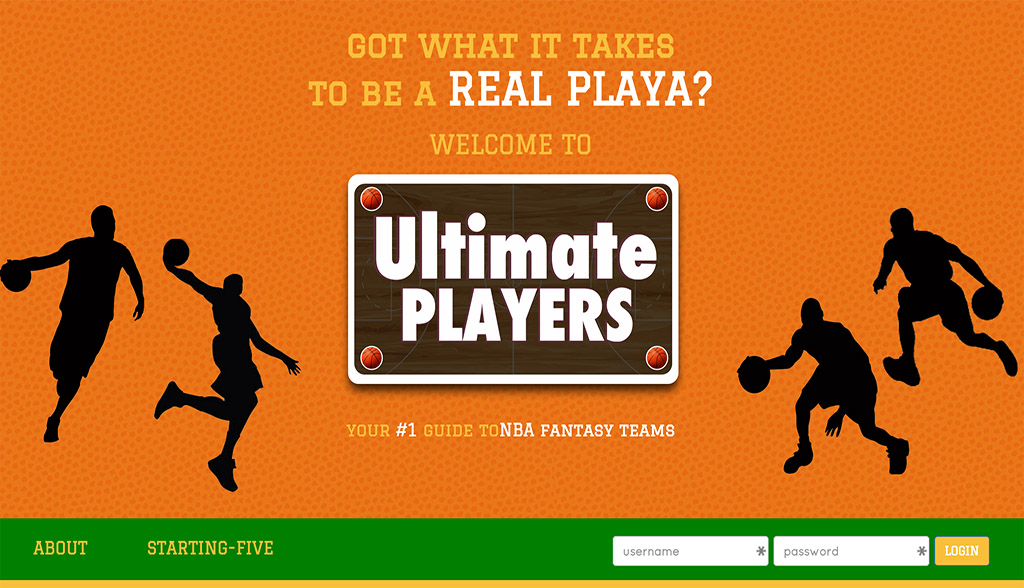 GOT WHAT IT TAKES
TO BE A REAL PLAYA?
WELCOME TO
Ultimate
PLAYERS
YOUR #1 GUIDE TONBA FANTASY TEAMS
ABOUT STARTING-FIVE username * password * LOGIN